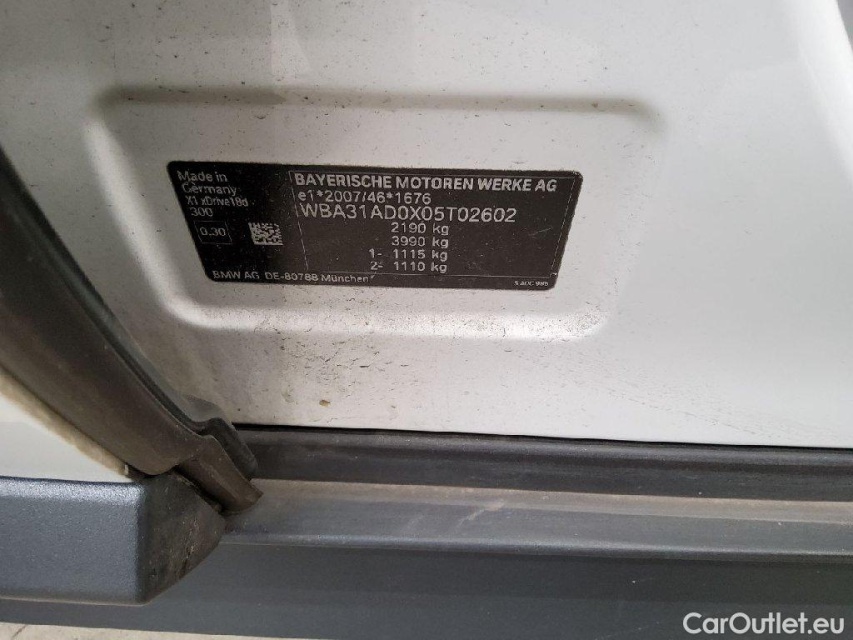 Made in
Germany
X1 xDrive18d
300
0.30
BAYERISCHE MOTOREN WERKE AG
e1*2007/46*1676
WBA31AD0X05T02602
2190 kg
3990 kg
1- 1115 kg
2- 1110 kg
BMW AG DE-80788 München
CarOutlet.eu